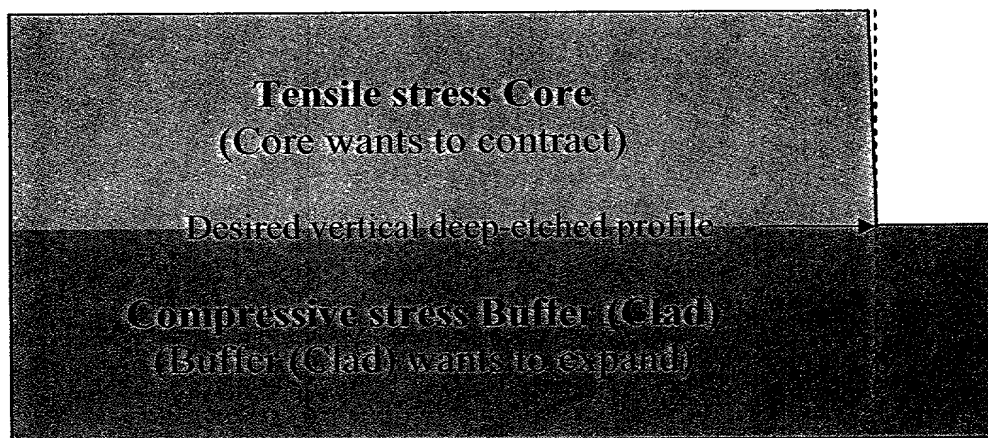 Tensile stress Core
(Core wants to contract)
Desired vertical deep-etched profile
Compressive stress Buffer (Clad)
(Buffer (Clad) wants to expand)